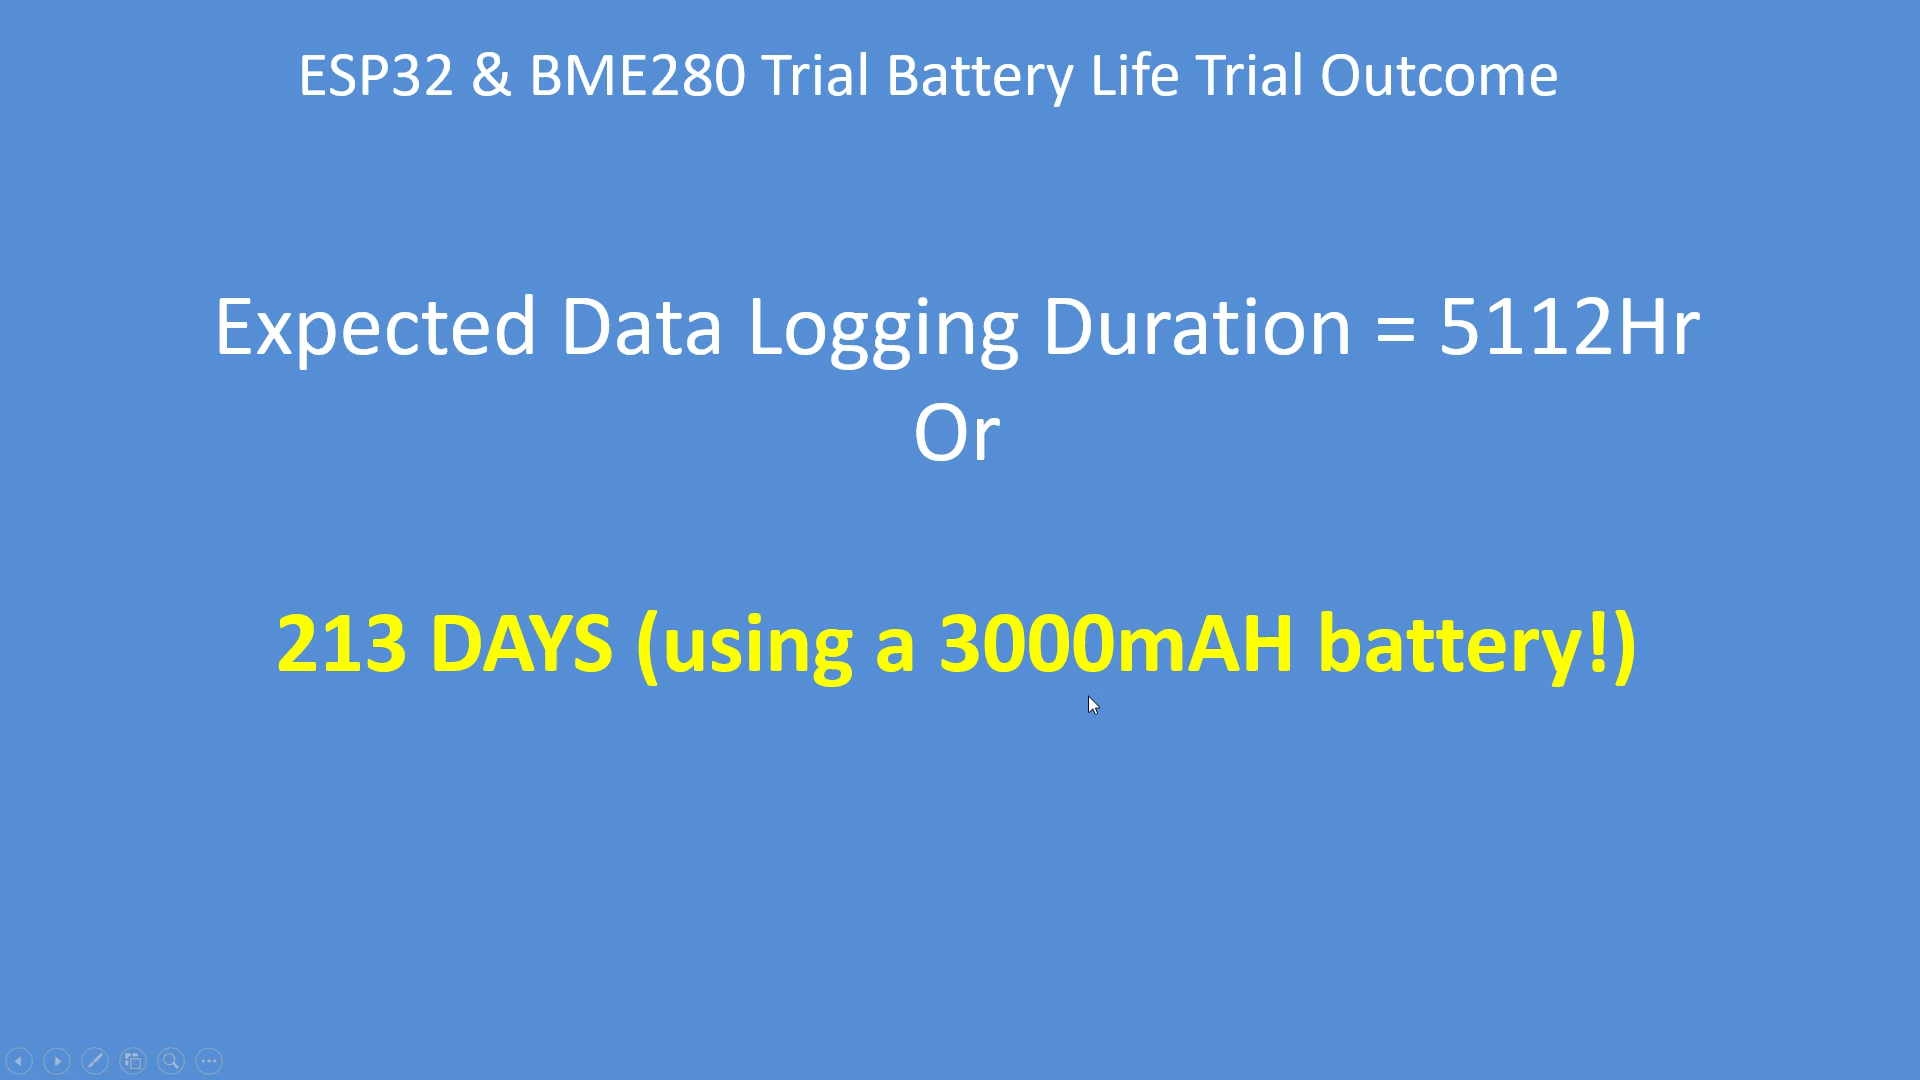 ESP32 & BME280 Trial Battery Life Trial Outcome
Expected Data Logging Duration = 5112Hr
Or
213 DAYS (using a 3000mAH battery!)